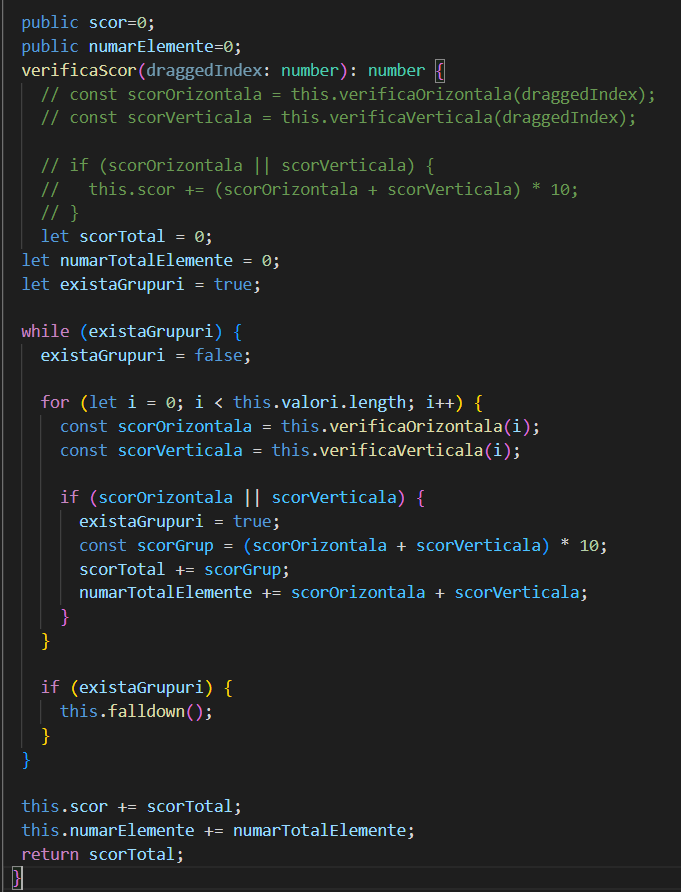 public scor=0;
public numarElemente=0;
verificaScor(draggedIndex: number): number {
// const scorOrizontala = this.verificaOrizontala(draggedIndex);
// const scorVerticala = this.verificaVerticala(draggedIndex);
// if (scorOrizontala || scorVerticala) {
//   this.scor += (scorOrizontala + scorVerticala) * 10;
// }
let scorTotal = 0;
let numarTotalElemente = 0;
let existaGrupuri = true;
while (existaGrupuri) {
existaGrupuri = false;
for (let i = 0; i < this.valori.length; i++) {
const scorOrizontala = this.verificaOrizontala(i);
const scorVerticala = this.verificaVerticala(i);
if (scorOrizontala || scorVerticala) {
existaGrupuri = true;
const scorGrup = (scorOrizontala + scorVerticala) * 10;
scorTotal += scorGrup;
numarTotalElemente += scorOrizontala + scorVerticala;
}
}
if (existaGrupuri) {
this.falldown();
}
}
this.scor += scorTotal;
this.numarElemente += numarTotalElemente;
return scorTotal;
}